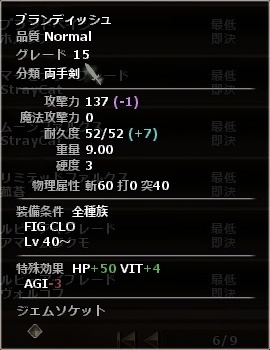 ブランディッシュ
品質 Normal
グレード 15
分類 両手剣
攻撃力 137 (-1)
魔法攻撃力 0
耐久度 52/52 (+7)
重量 9.00
硬度 3
物理属性 斬60 打0 突40
装備条件 全種族
FIG CLO
Lv 40～
特殊効果 HP+50 VIT+4
AGI-3
ジェムソケット
6/9